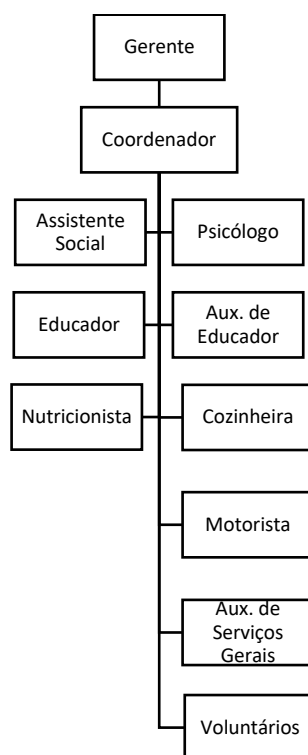 Gerente
Coordenador
Assistente
Social
Psicólogo
Educador
Aux. de
Educador
Nutricionista
Cozinheira
Motorista
Aux. de
Serviços
Gerais
Voluntários